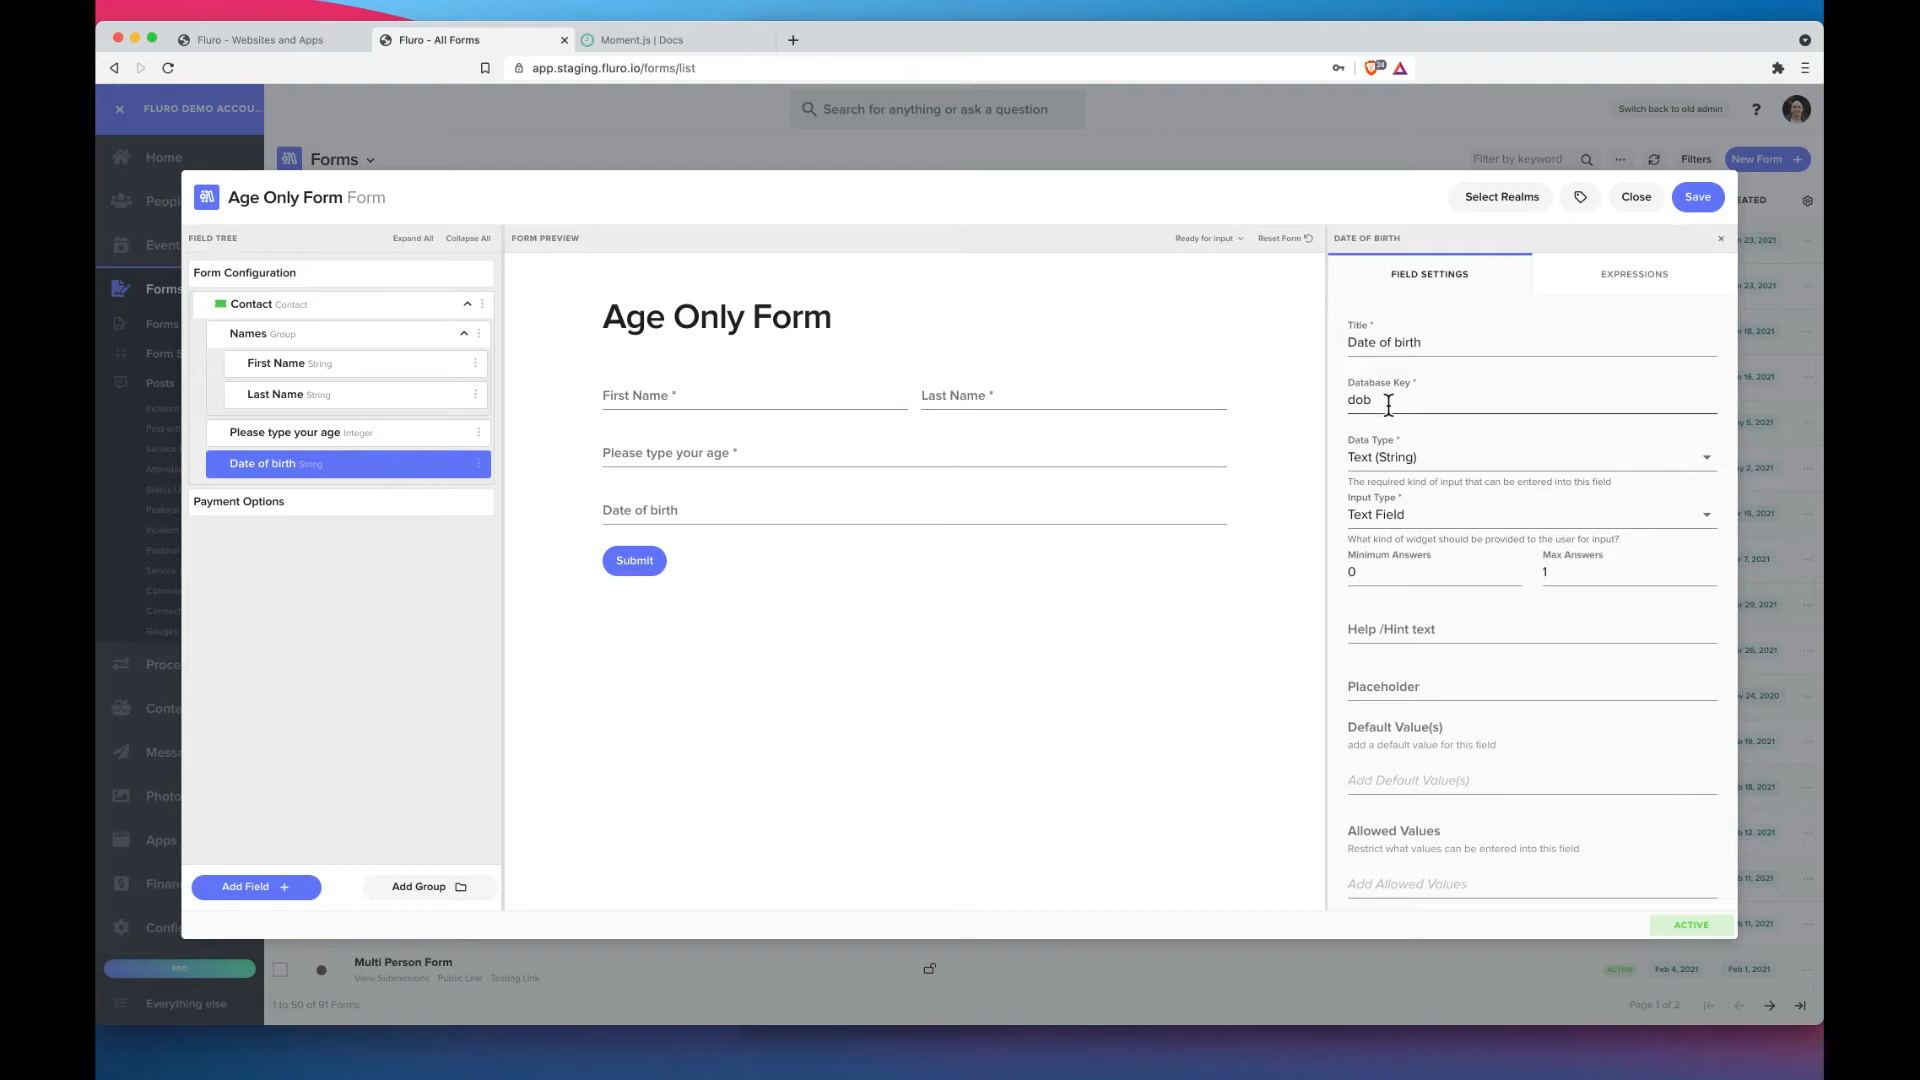 Fluro - Websites and Apps
Fluro - All Forms
Moment.js | Docs
app.staging.fluro.io/forms/list
24
FLURO DEMO ACCOU...
Search for anything or ask a question
Switch back to old admin
?
Home
Forms
Filter by keyword
Filters
New Form +
Age Only Form Form
Select Realms
Close
Save
FIELD TREE
Expand All
Collapse All
FORM PREVIEW
Ready for input
Reset Form
DATE OF BIRTH
Form Configuration
Contact Contact
Names Group
First Name String
Last Name String
Please type your age Integer
Date of birth String
Payment Options
Add Field +
Add Group
Age Only Form
First Name *
Last Name *
Please type your age *
Date of birth
Submit
FIELD SETTINGS
EXPRESSIONS
Title *
Date of birth
Database Key *
dob
Data Type *
Text (String)
The required kind of input that can be entered into this field
Input Type *
Text Field
What kind of widget should be provided to the user for input?
Minimum Answers
0
Max Answers
1
Help /Hint text
Placeholder
Default Value(s)
add a default value for this field
Add Default Value(s)
Allowed Values
Restrict what values can be entered into this field
Add Allowed Values
ACTIVE
Forms
Forms
Posts
PRO
Everything else
Multi Person Form
View Submissions Public Link Testing Link
ACTIVE
Feb 4, 2021
Feb 1, 2021
1 to 50 of 91 Forms
Page 1 of 2